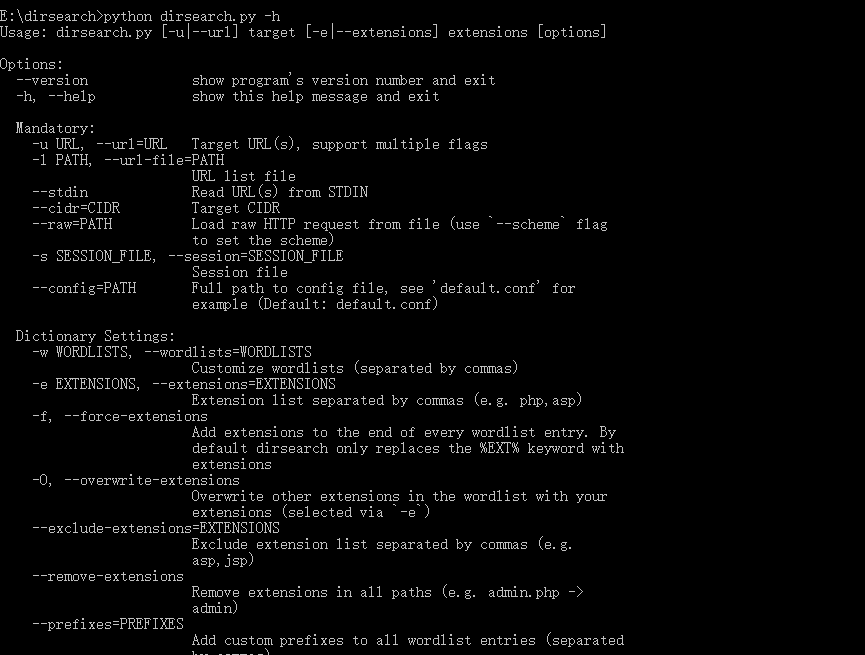 E:\dirsearch>python dirsearch.py -h
Usage: dirsearch.py [-u|--url] target [-e|--extensions] extensions [options]
Options:
--version show program's version number and exit
-h, --help show this help message and exit
Mandatory:
-u URL, --url=URL Target URL(s), support multiple flags
-l PATH, --url-file=PATH
URL list file
--stdin Read URL(s) from STDIN
--cidr=CIDR Target CIDR
--raw=PATH Load raw HTTP request from file (use `--scheme` flag
to set the scheme)
-s SESSION_FILE, --session=SESSION_FILE
Session file
--config=PATH Full path to config file, see 'default.conf' for
example (Default: default.conf)
Dictionary Settings:
-w WORDLISTS, --wordlists=WORDLISTS
Customize wordlists (separated by commas)
-e EXTENSIONS, --extensions=EXTENSIONS
Extension list separated by commas (e.g. php,asp)
-f, --force-extensions
Add extensions to the end of every wordlist entry. By
default dirsearch only replaces the %EXT% keyword with
extensions
-O, --overwrite-extensions
Overwrite other extensions in the wordlist with your
extensions (selected via `-e`)
--exclude-extensions=EXTENSIONS
Exclude extension list separated by commas (e.g.
asp,jsp)
--remove-extensions
Remove extensions in all paths (e.g. admin.php ->
admin)
--prefixes=PREFIXES
Add custom prefixes to all wordlist entries (separated
by commas)